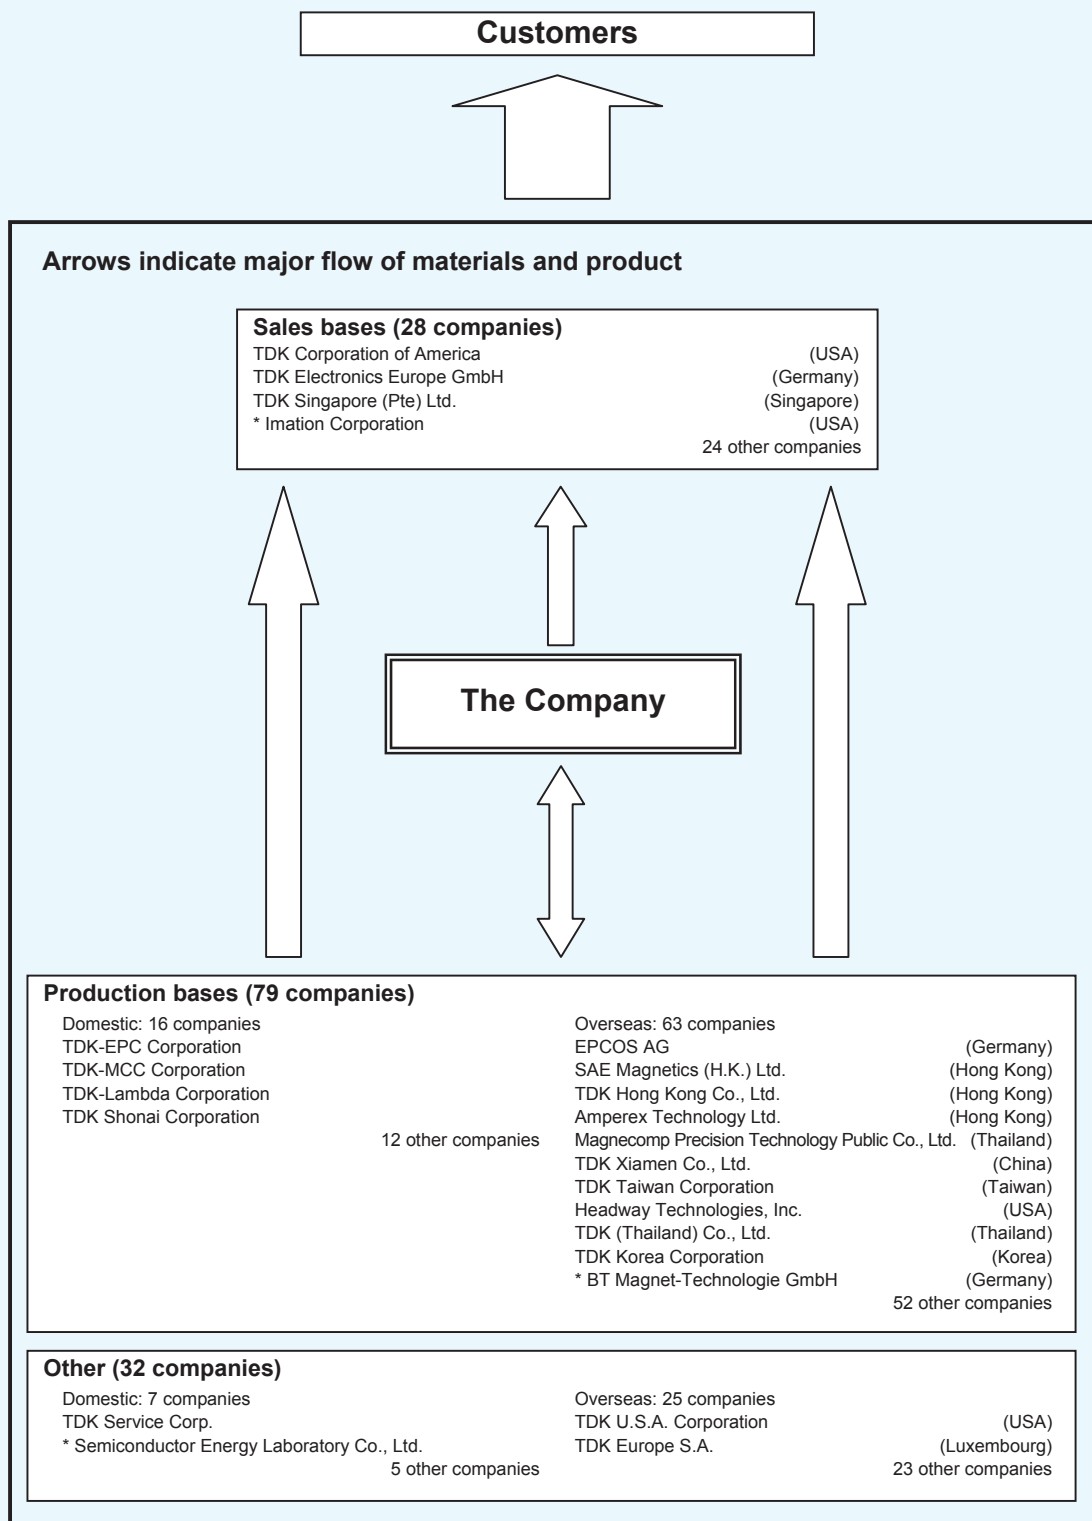 Customers
Arrows indicate major flow of materials and product
Sales bases (28 companies)
TDK Corporation of America (USA)
TDK Electronics Europe GmbH (Germany)
TDK Singapore (Pte) Ltd. (Singapore)
* Imation Corporation (USA)
24 other companies
The Company
Production bases (79 companies)
Domestic: 16 companies
TDK-EPC Corporation
TDK-MCC Corporation
TDK-Lambda Corporation
TDK Shonai Corporation
12 other companies
Overseas: 63 companies
EPCOS AG (Germany)
SAE Magnetics (H.K.) Ltd. (Hong Kong)
TDK Hong Kong Co., Ltd. (Hong Kong)
Amperex Technology Ltd. (Hong Kong)
Magnecomp Precision Technology Public Co., Ltd. (Thailand)
TDK Xiamen Co., Ltd. (China)
TDK Taiwan Corporation (Taiwan)
Headway Technologies, Inc. (USA)
TDK (Thailand) Co., Ltd. (Thailand)
TDK Korea Corporation (Korea)
* BT Magnet-Technologie GmbH (Germany)
52 other companies
Other (32 companies)
Domestic: 7 companies
TDK Service Corp.
* Semiconductor Energy Laboratory Co., Ltd.
5 other companies
Overseas: 25 companies
TDK U.S.A. Corporation (USA)
TDK Europe S.A. (Luxembourg)
23 other companies